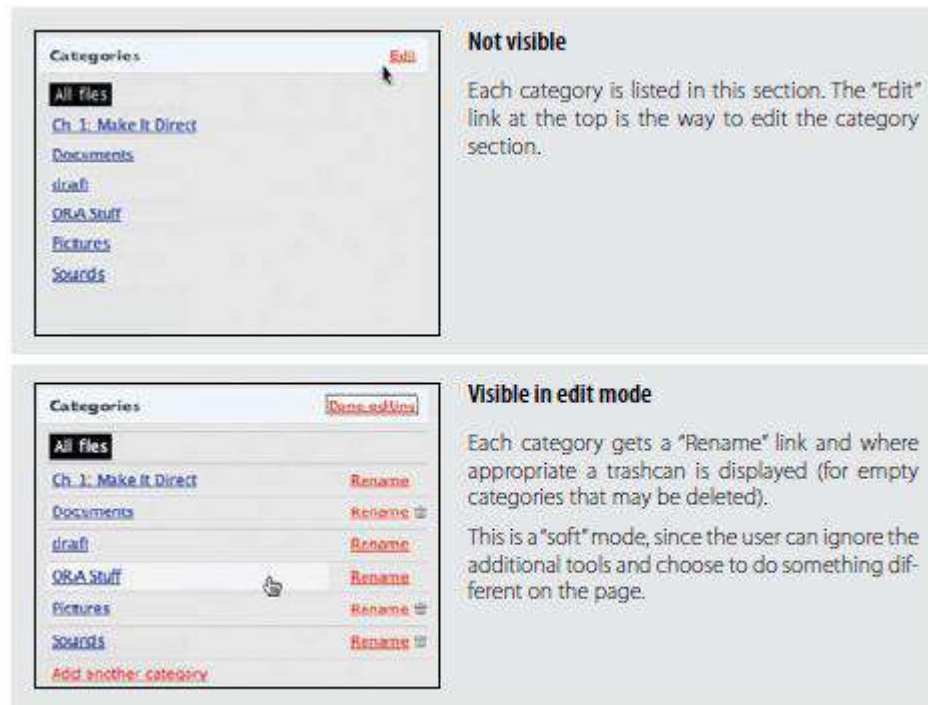 Categories Edit
All files
Ch. 1: Make It Direct
Documents
draft
ORA Stuff
Pictures
Sounds
Not visible
Each category is listed in this section. The "Edit"
link at the top is the way to edit the category
section.
Categories Done editing
All files
Ch. 1: Make It Direct Rename
Documents Rename
draft Rename
ORA Stuff Rename
Pictures Rename
Sounds Rename
Add another category
Visible in edit mode
Each category gets a "Rename" link and where
appropriate a trashcan is displayed (for empty
categories that may be deleted).
This is a "soft" mode, since the user can ignore the
additional tools and choose to do something dif-
ferent on the page.